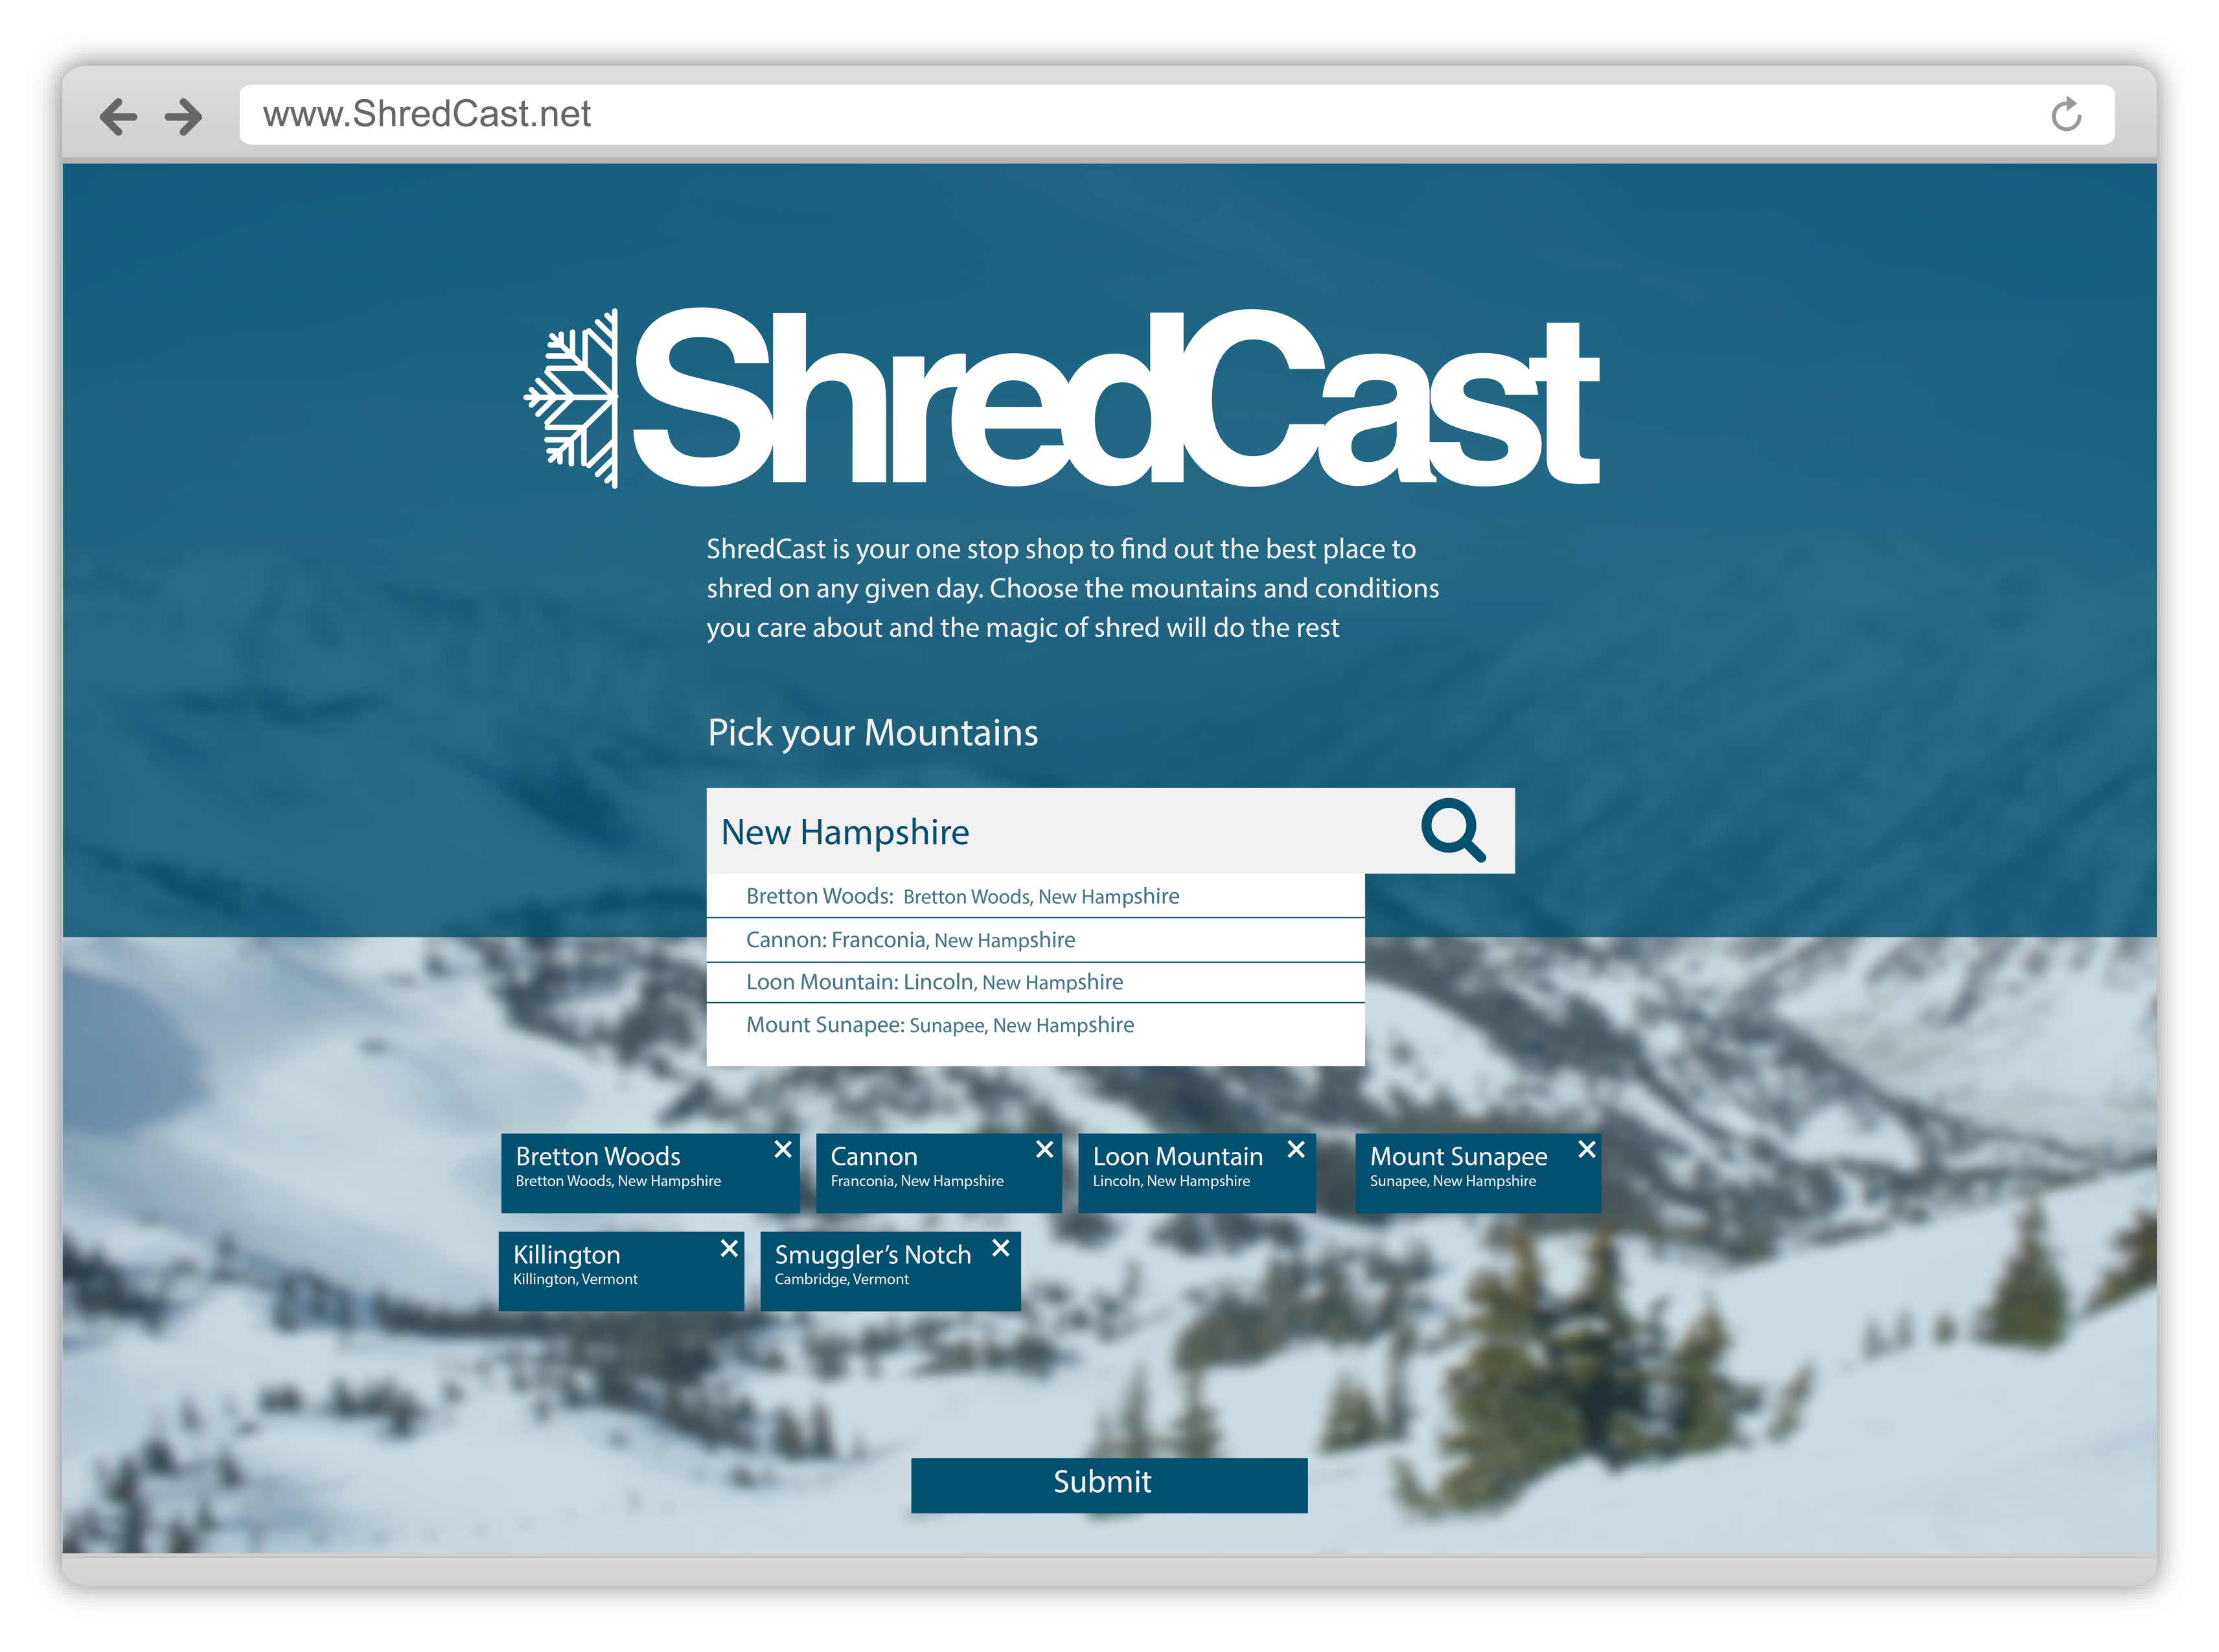 www.ShredCast.net
ShredCast
ShredCast is your one stop shop to find out the best place to
shred on any given day. Choose the mountains and conditions
you care about and the magic of shred will do the rest
Pick your Mountains
New Hampshire
Bretton Woods: Bretton Woods, New Hampshire
Cannon: Franconia, New Hampshire
Loon Mountain: Lincoln, New Hampshire
Mount Sunapee: Sunapee, New Hampshire
Bretton Woods
Bretton Woods, New Hampshire
Cannon
Franconia, New Hampshire
Loon Mountain
Lincoln, New Hampshire
Mount Sunapee
Sunapee, New Hampshire
Killington
Killington, Vermont
Smuggler’s Notch
Cambridge, Vermont
Submit